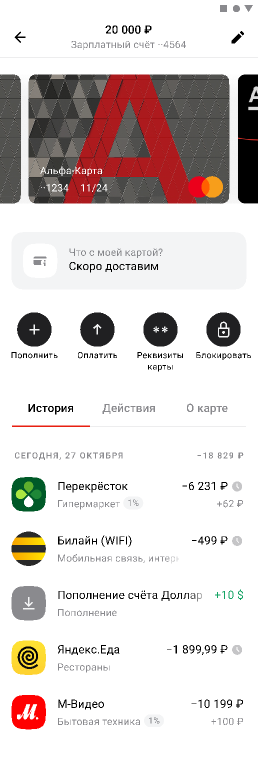 20 000 ₽
Зарплатный счёт ··4564
Альфа-Карта
··1234 11/24
Что с моей картой?
Скоро доставим
Пополнить
Оплатить
Реквизиты
карты
Блокировать
История
Действия
О карте
СЕГОДНЯ, 27 ОКТЯБРЯ
−18 829 ₽
Перекрёсток
−6 231 ₽
Гипермаркет 1%
+62 ₽
Билайн (WIFI)
−499 ₽
Мобильная связь, интерн
Пополнение счёта Доллар
+10 $
Пополнение
Яндекс.Еда
−1 899,99 ₽
Рестораны
М-Видео
−10 199 ₽
Бытовая техника 1%
+100 ₽